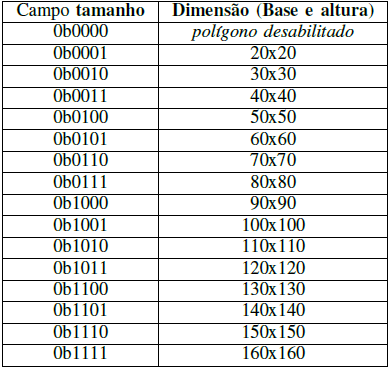 Campo tamanho Dimensão (Base e altura)
0b0000 polígono desabilitado
0b0001 20x20
0b0010 30x30
0b0011 40x40
0b0100 50x50
0b0101 60x60
0b0110 70x70
0b0111 80x80
0b1000 90x90
0b1001 100x100
0b1010 110x110
0b1011 120x120
0b1100 130x130
0b1101 140x140
0b1110 150x150
0b1111 160x160